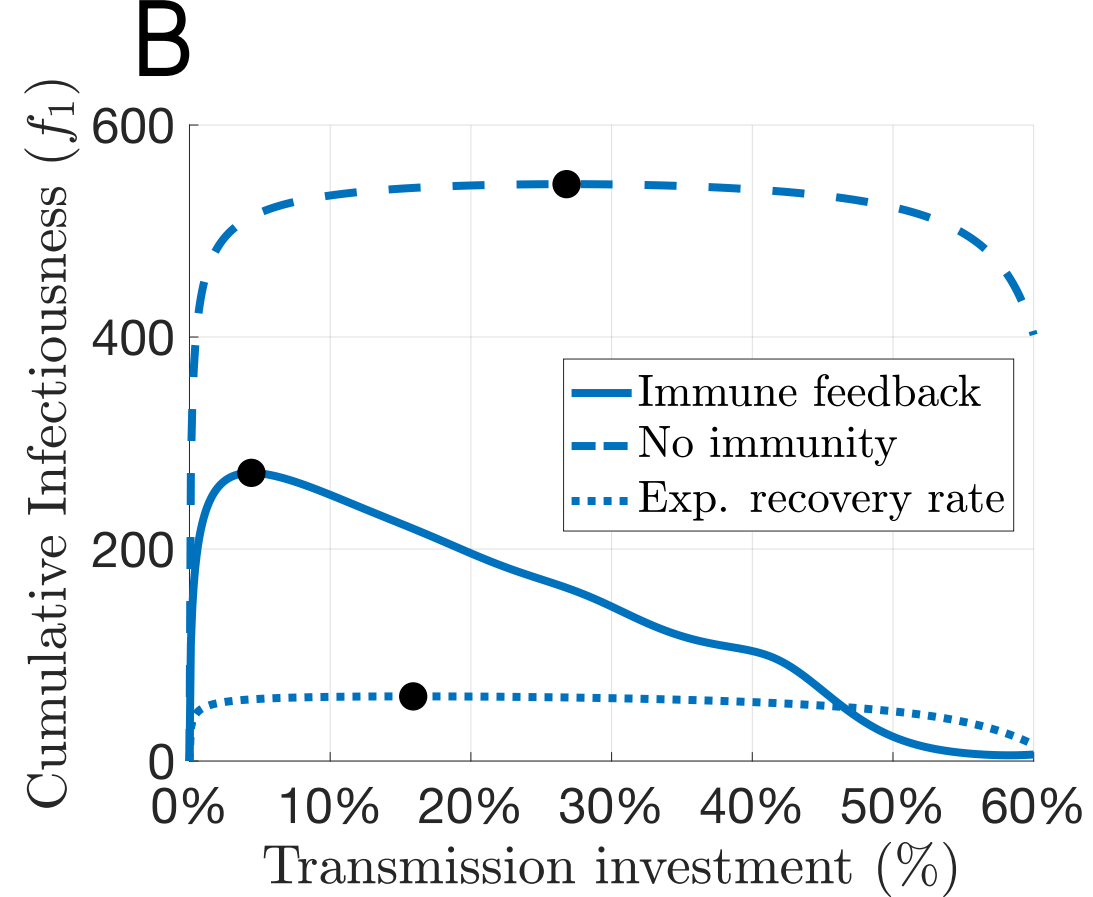 B
Cumulative Infectiousness (f₁)
600
400
200
0
Immune feedback
No immunity
Exp. recovery rate
0% 10% 20% 30% 40% 50% 60%
Transmission investment (%)